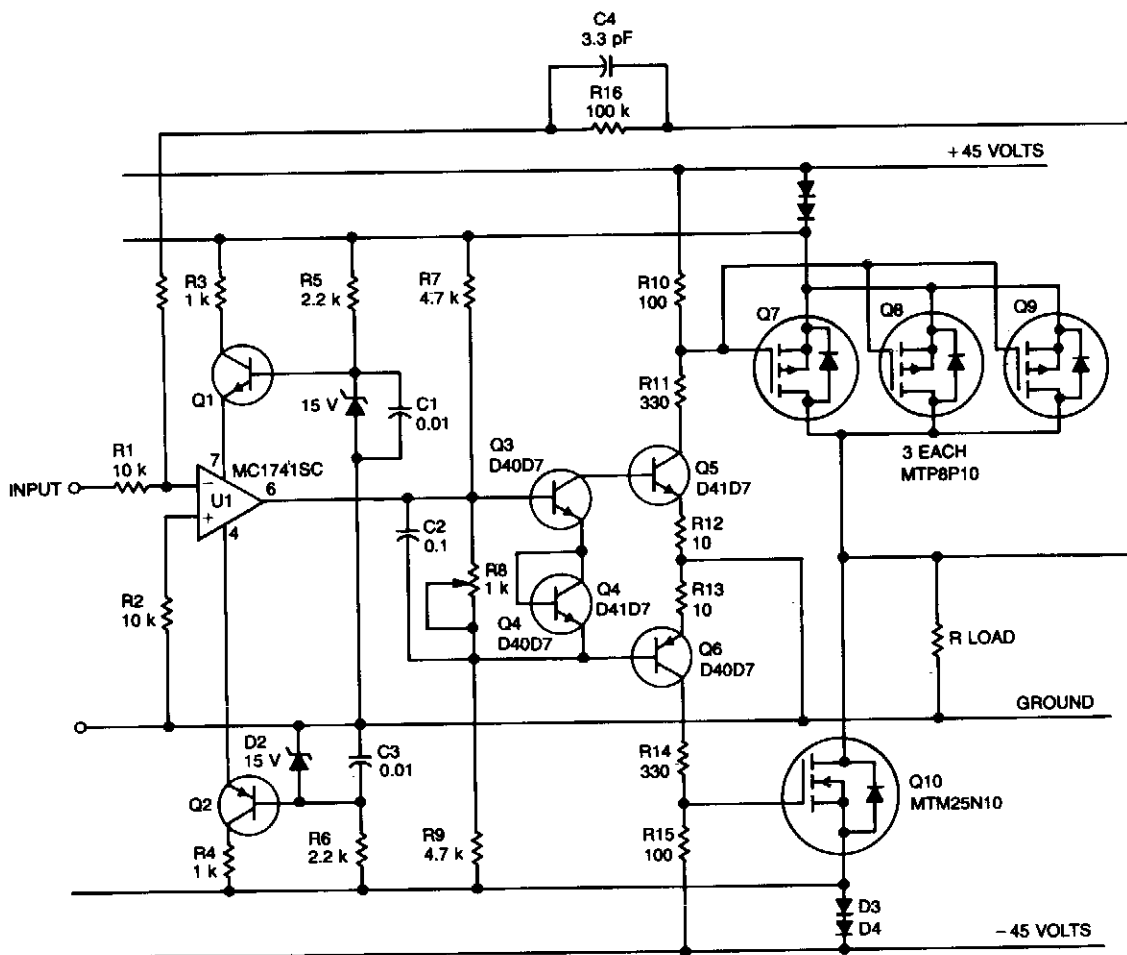 C4
3.3 pF
R16
100 k
+45 VOLTS
R3
1 k
R5
2.2 k
R7
4.7 k
R10
100
Q7
Q8
Q9
Q1
15 V
C1
0.01
R11
330
3 EACH
MTP8P10
R1
10 k
INPUT
7
MC1741SC
6
−
U1
+
4
Q3
D40D7
Q5
D41D7
C2
0.1
R8
1 k
R12
10
R13
10
R2
10 k
Q4
D41D7
Q4
D40D7
Q6
D40D7
R LOAD
GROUND
D2
15 V
C3
0.01
R14
330
Q10
MTM25N10
Q2
R4
1 k
R6
2.2 k
R9
4.7 k
R15
100
D3
D4
−45 VOLTS